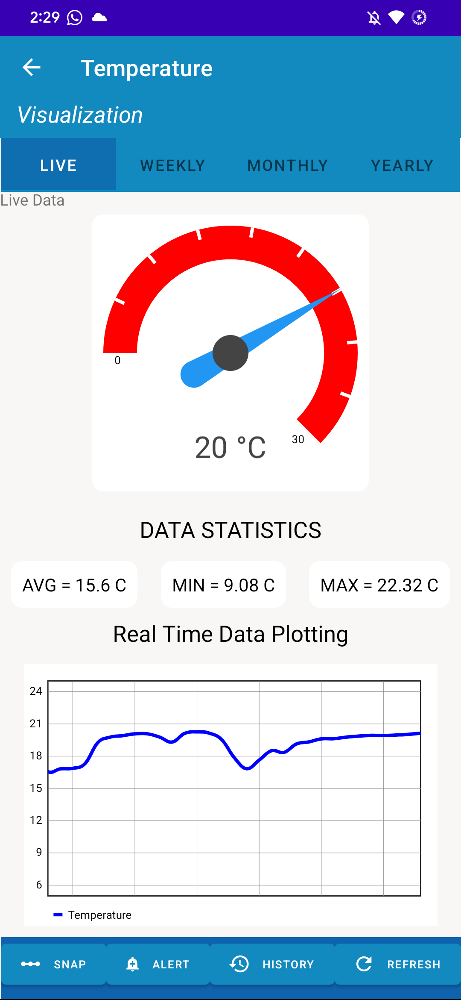 2:29
Temperature
Visualization
LIVE WEEKLY MONTHLY YEARLY
Live Data
0
30
20 °C
DATA STATISTICS
AVG = 15.6 C MIN = 9.08 C MAX = 22.32 C
Real Time Data Plotting
24
21
18
15
12
9
6
Temperature
SNAP ALERT HISTORY REFRESH